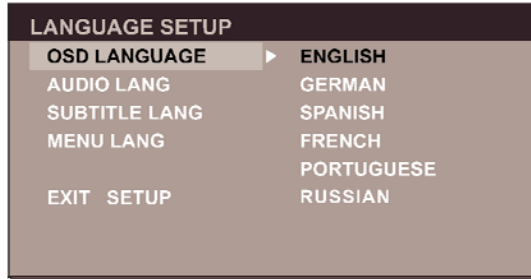 LANGUAGE SETUP
OSD LANGUAGE ENGLISH
AUDIO LANG GERMAN
SUBTITLE LANG SPANISH
MENU LANG FRENCH
PORTUGUESE
EXIT SETUP RUSSIAN